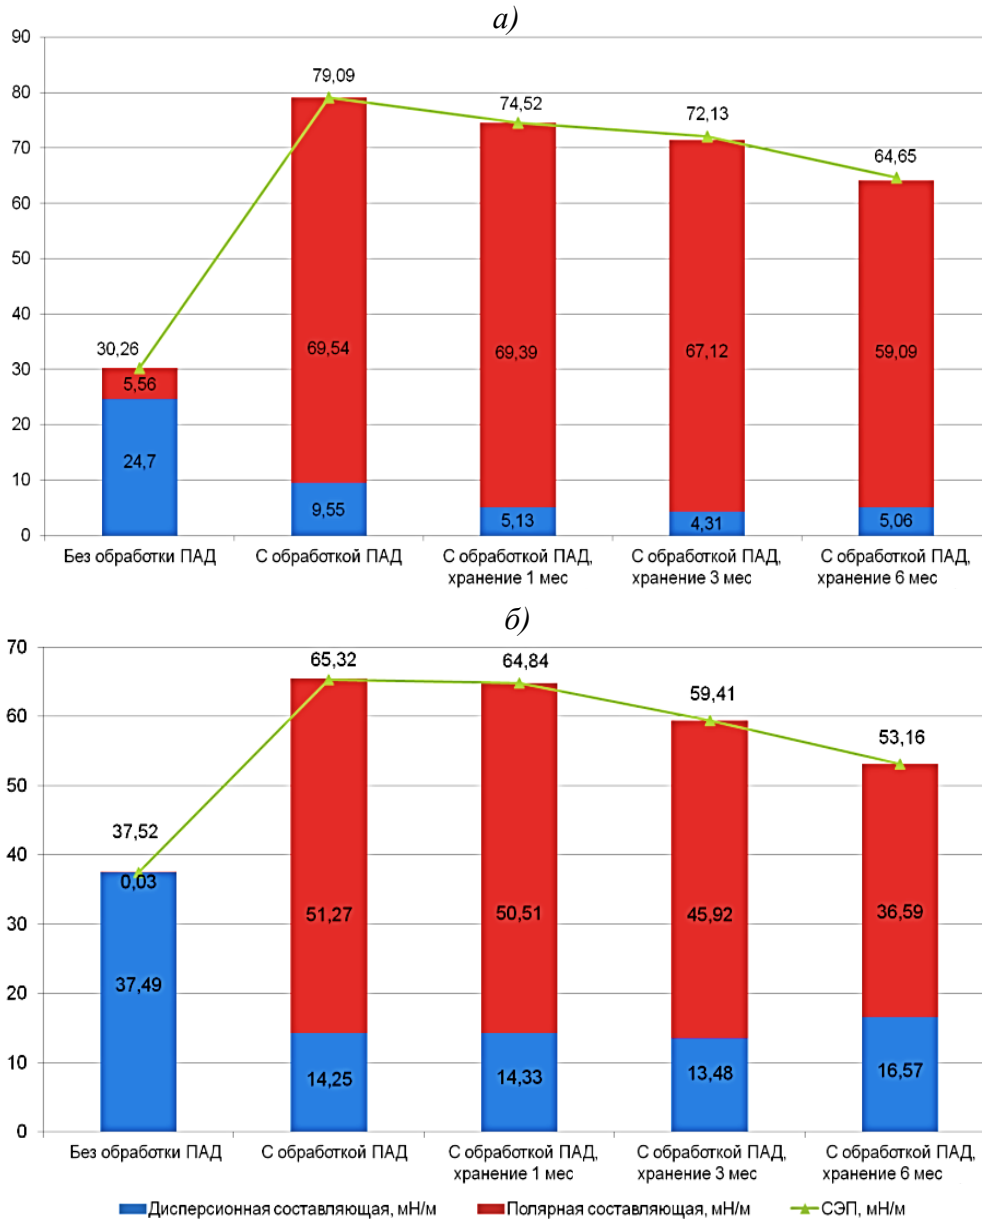 а)
90
80
70
60
50
40
30
20
10
0
79,09
74,52
72,13
64,65
30,26
5,56
69,54
69,39
67,12
59,09
24,7
9,55
5,13
4,31
5,06
Без обработки ПАД
С обработкой ПАД
С обработкой ПАД,
хранение 1 мес
С обработкой ПАД,
хранение 3 мес
С обработкой ПАД,
хранение 6 мес
б)
70
60
50
40
30
20
10
0
65,32
64,84
59,41
53,16
37,52
0,03
51,27
50,51
45,92
36,59
37,49
14,25
14,33
13,48
16,57
Без обработки ПАД
С обработкой ПАД
С обработкой ПАД,
хранение 1 мес
С обработкой ПАД,
хранение 3 мес
С обработкой ПАД,
хранение 6 мес
Дисперсионная составляющая, мН/м
Полярная составляющая, мН/м
СЭП, мН/м